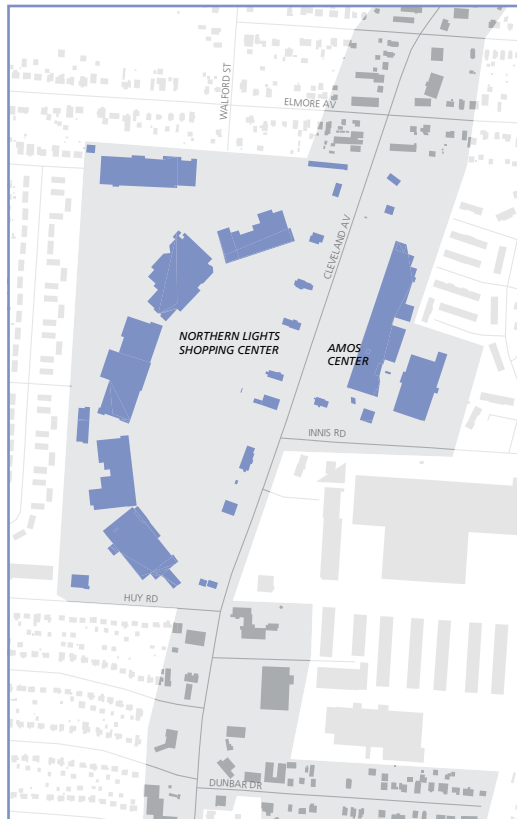 WALFORD ST
ELMORE AV
CLEVELAND AV
NORTHERN LIGHTS
SHOPPING CENTER
AMOS
CENTER
INNIS RD
HUY RD
DUNBAR DR